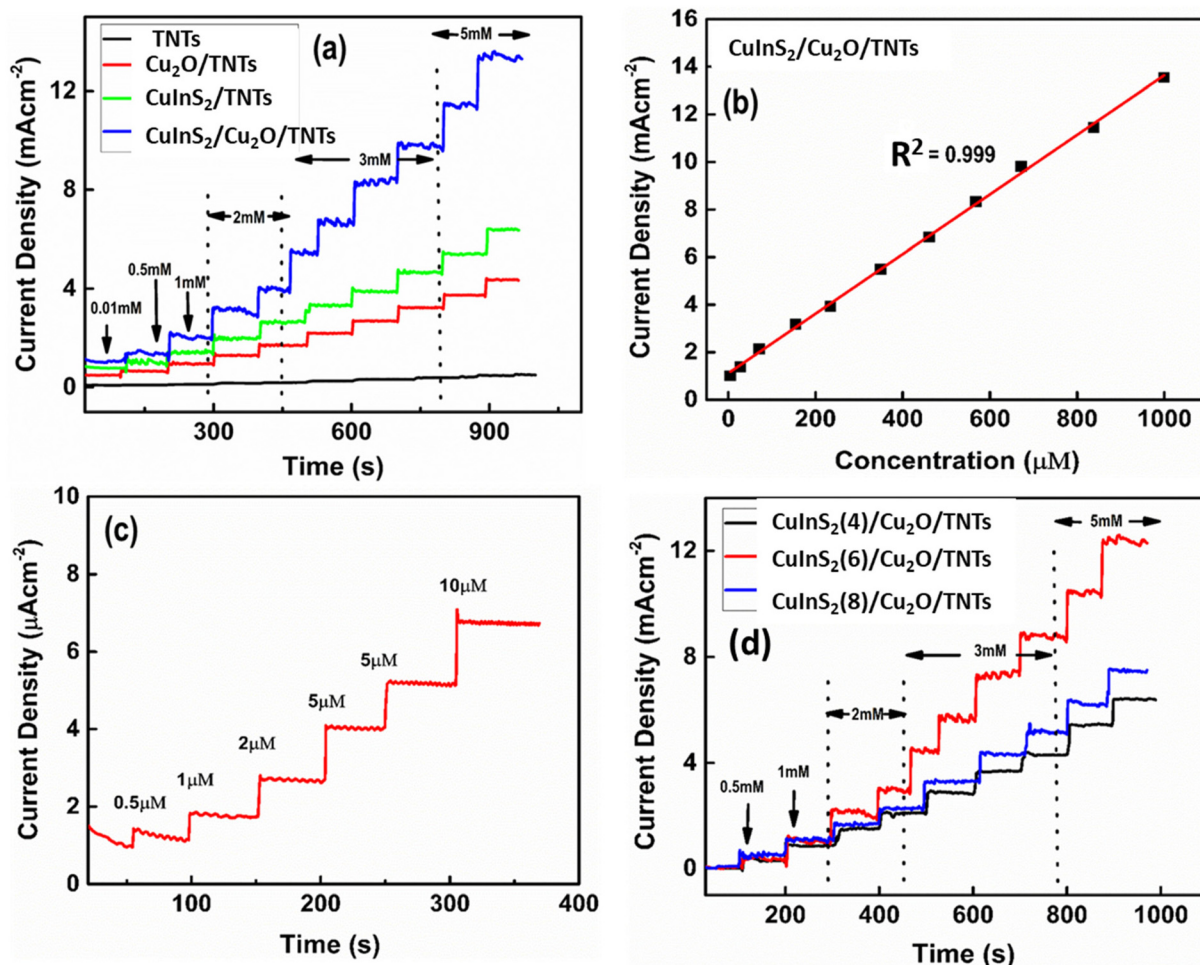 (a)
TNTs
Cu₂O/TNTs
CuInS₂/TNTs
CuInS₂/Cu₂O/TNTs
5mM
3mM
2mM
1mM
0.5mM
0.01mM
12
8
4
0
Current Density (mAcm⁻²)
300 600 900
Time (s)
(b)
CuInS₂/Cu₂O/TNTs
R² = 0.999
16
14
12
10
8
6
4
2
0
Current Density (mAcm⁻²)
0 200 400 600 800 1000
Concentration (μM)
(c)
10μM
5μM
5μM
2μM
1μM
0.5μM
10
8
6
4
2
0
Current Density (μAcm⁻²)
100 200 300 400
Time (s)
(d)
CuInS₂(4)/Cu₂O/TNTs
CuInS₂(6)/Cu₂O/TNTs
CuInS₂(8)/Cu₂O/TNTs
5mM
3mM
2mM
1mM
0.5mM
12
8
4
0
Current Density (mAcm⁻²)
200 400 600 800 1000
Time (s)